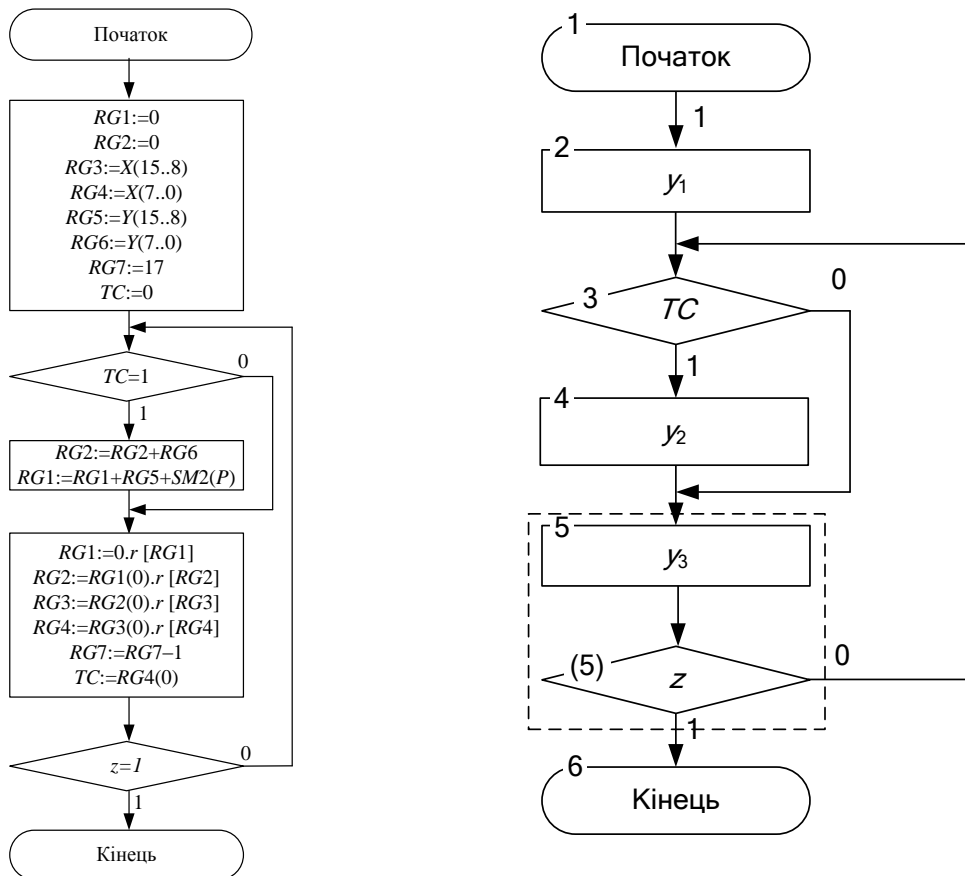 Початок
RG1:=0
RG2:=0
RG3:=X(15..8)
RG4:=X(7..0)
RG5:=Y(15..8)
RG6:=Y(7..0)
RG7:=17
TC:=0
TC=1
0
1
RG2:=RG2+RG6
RG1:=RG1+RG5+SM2(P)
RG1:=0.r [RG1]
RG2:=RG1(0).r [RG2]
RG3:=RG2(0).r [RG3]
RG4:=RG3(0).r [RG4]
RG7:=RG7–1
TC:=RG4(0)
z=1
0
1
Кінець
1
Початок
1
2
y₁
3
TC
0
1
4
y₂
5
y₃
(5)
z
0
1
6
Кінець